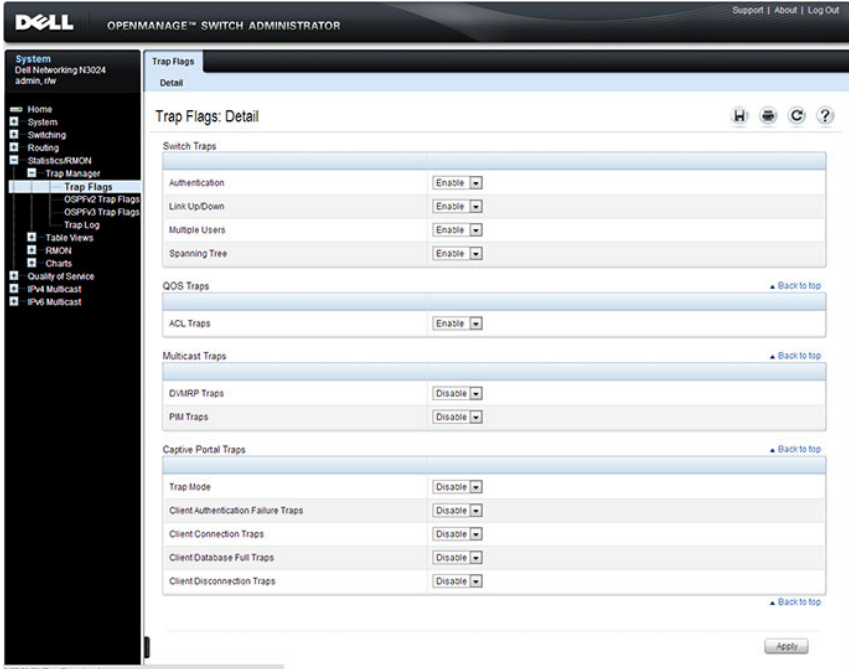 Support | About | Log Out
DELL OPENMANAGE™ SWITCH ADMINISTRATOR
System
Dell Networking N3024
admin, r/w
Home
System
Switching
Routing
Statistics/RMON
Trap Manager
Trap Flags
OSPFv2 Trap Flags
OSPFv3 Trap Flags
Trap Log
Table Views
RMON
Charts
Quality of Service
IPv4 Multicast
IPv6 Multicast
Trap Flags
Detail
Trap Flags: Detail
Switch Traps
Authentication Enable
Link Up/Down Enable
Multiple Users Enable
Spanning Tree Enable
QOS Traps Back to top
ACL Traps Enable
Multicast Traps Back to top
DVMRP Traps Disable
PIM Traps Disable
Captive Portal Traps Back to top
Trap Mode Disable
Client Authentication Failure Traps Disable
Client Connection Traps Disable
Client Database Full Traps Disable
Client Disconnection Traps Disable
Back to top
Apply